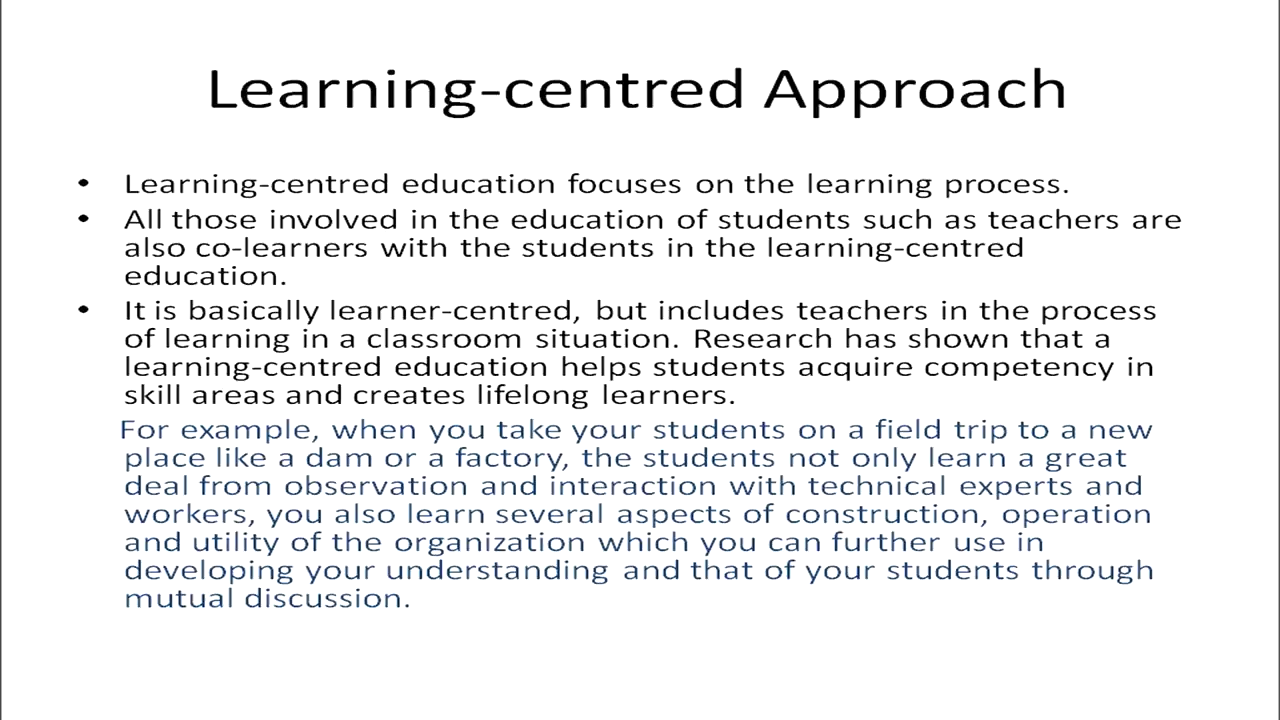 Learning-centred Approach
• Learning-centred education focuses on the learning process.
• All those involved in the education of students such as teachers are
also co-learners with the students in the learning-centred
education.
• It is basically learner-centred, but includes teachers in the process
of learning in a classroom situation. Research has shown that a
learning-centred education helps students acquire competency in
skill areas and creates lifelong learners.
For example, when you take your students on a field trip to a new
place like a dam or a factory, the students not only learn a great
deal from observation and interaction with technical experts and
workers, you also learn several aspects of construction, operation
and utility of the organization which you can further use in
developing your understanding and that of your students through
mutual discussion.